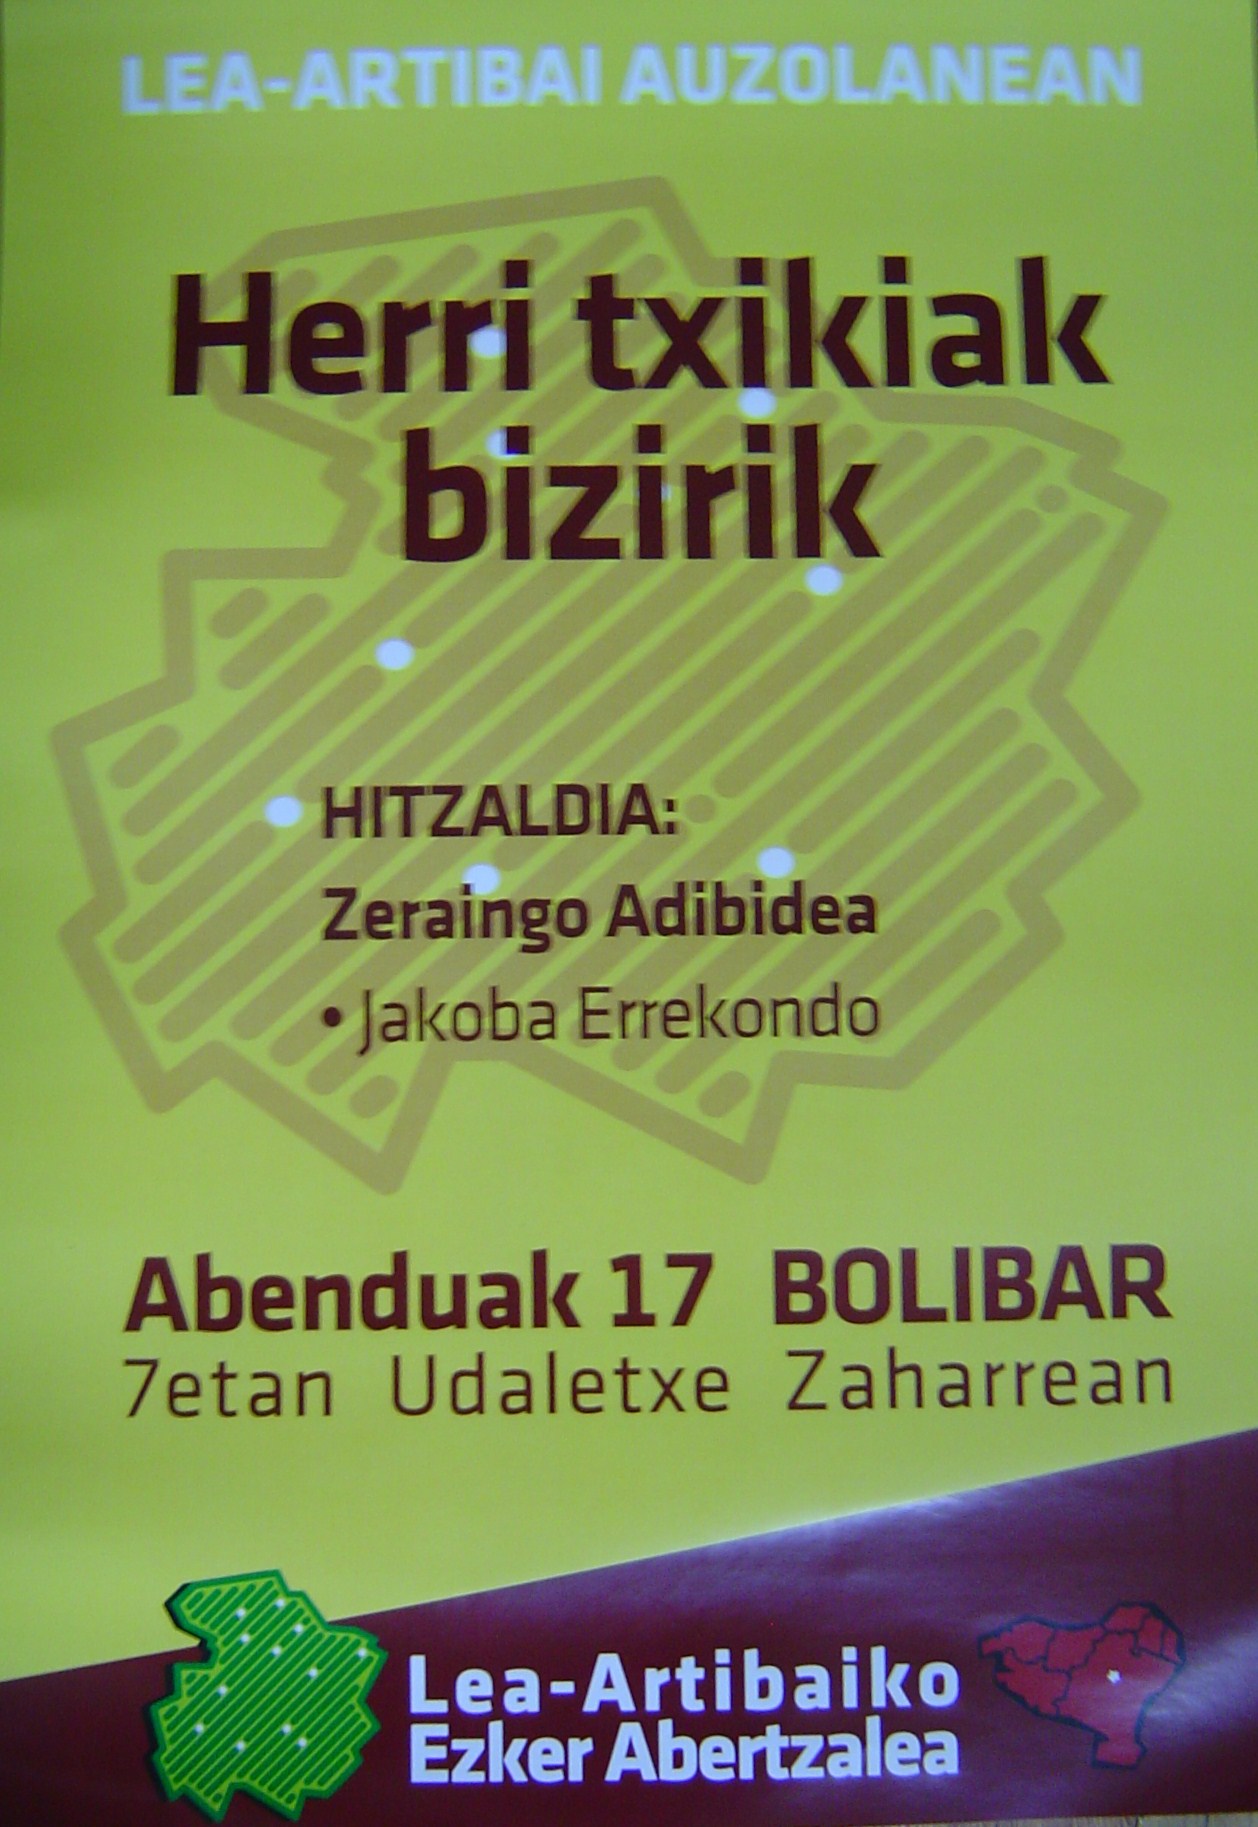 LEA-ARTIBAI AUZOLANEAN
Herri txikiak
bizirik
HITZALDIA:
Zeraingo Adibidea
• Jakoba Errekondo
Abenduak 17 BOLIBAR
7etan Udaletxe Zaharrean
Lea-Artibaiko
Ezker Abertzalea